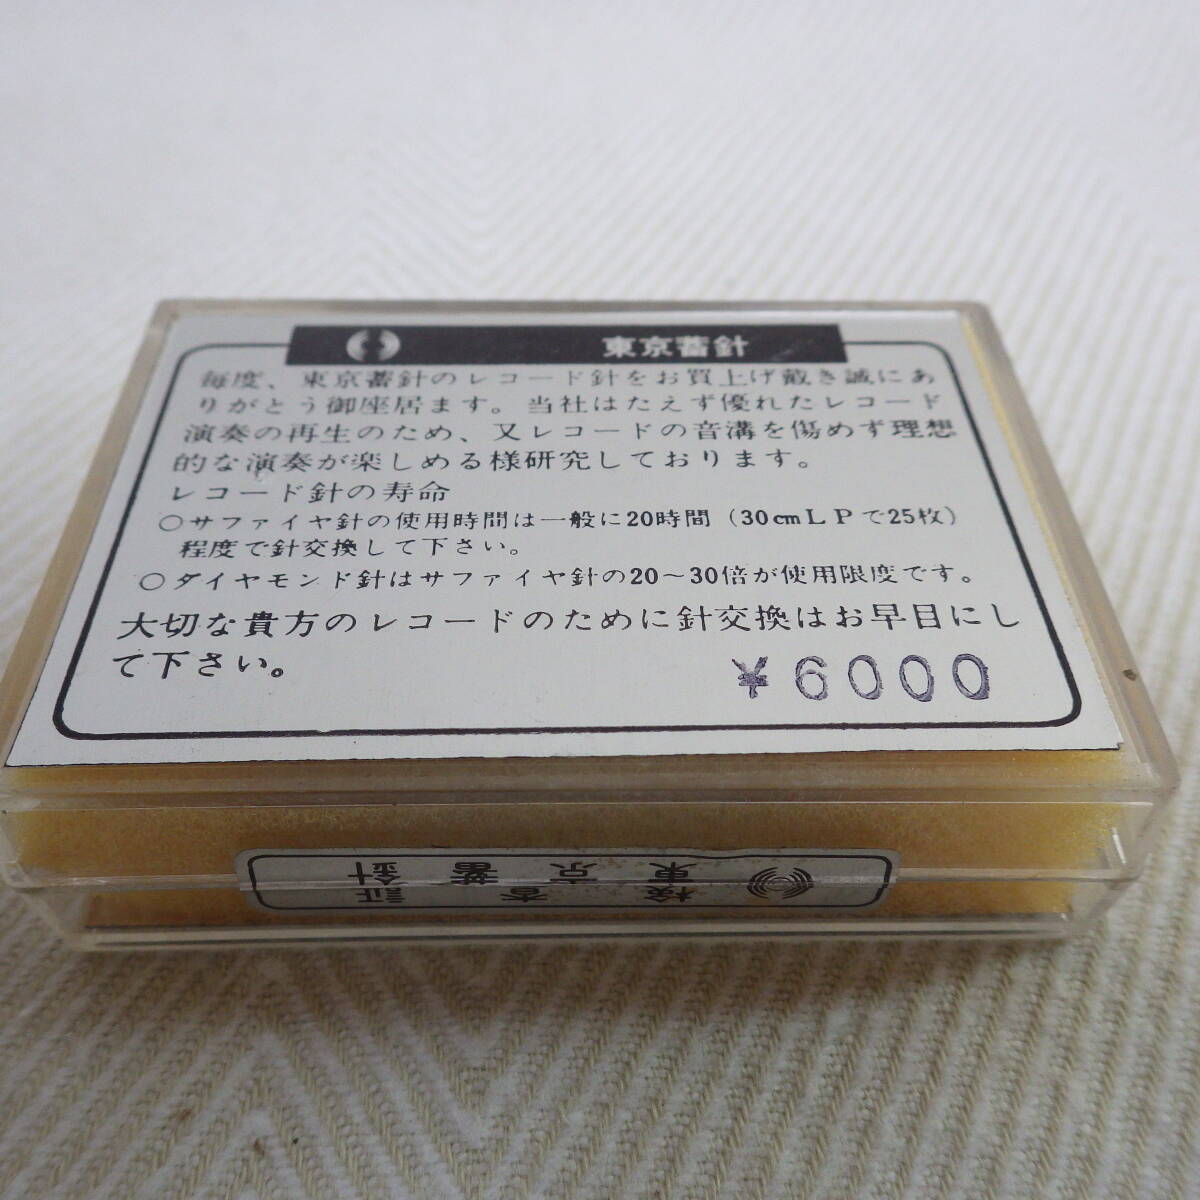 東京蓄針
毎度、東京蓄針のレコード針をお買上げ戴き誠にあ
りがとう御座居ます。当社はたえず優れたレコード
演奏の再生のため、又レコードの音溝を傷めず理想
的な演奏が楽しめる様研究しております。
レコード針の寿命
○サファイヤ針の使用時間は一般に20時間（30cmＬＰで25枚）
程度で針交換して下さい。
○ダイヤモンド針はサファイヤ針の20～30倍が使用限度です。
大切な貴方のレコードのために針交換はお早目にし
て下さい。
¥6000
東京蓄針
検査証